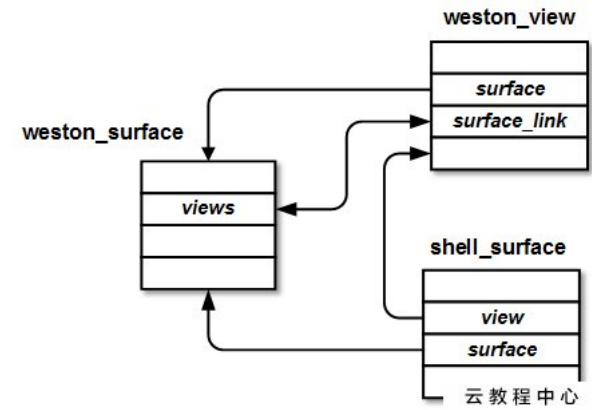 weston_view
surface
surface_link
weston_surface
views
shell_surface
view
surface
云教程中心